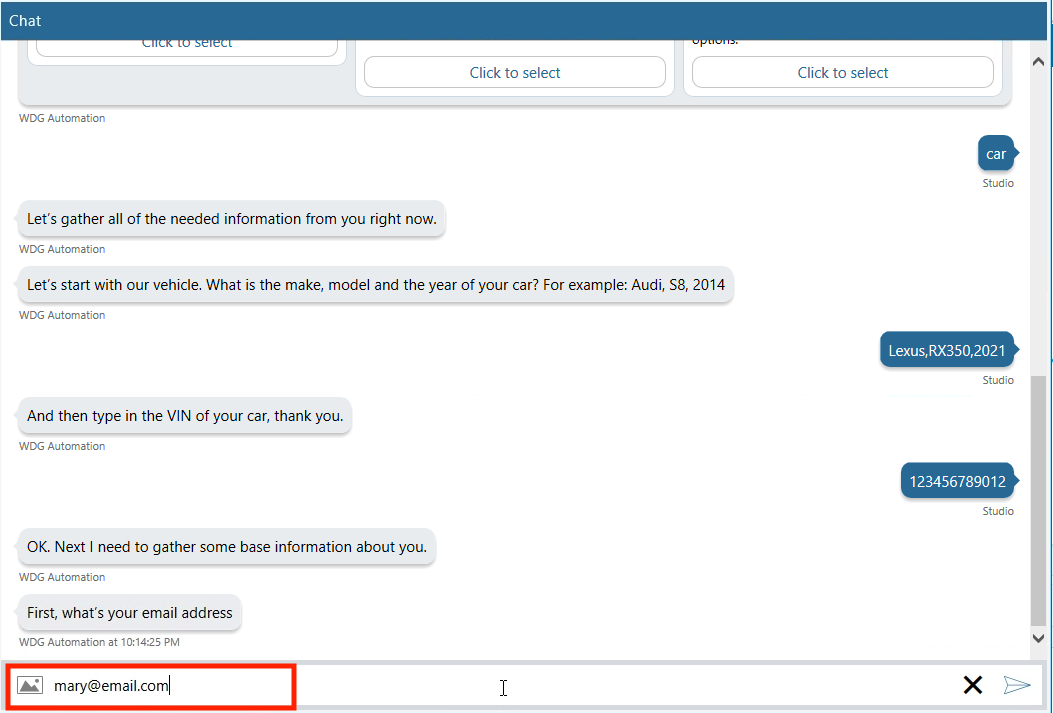 Chat
Click to select
options.
Click to select
Click to select
WDG Automation
car
Studio
Let's gather all of the needed information from you right now.
WDG Automation
Let's start with our vehicle. What is the make, model and the year of your car? For example: Audi, S8, 2014
WDG Automation
Lexus,RX350,2021
Studio
And then type in the VIN of your car, thank you.
WDG Automation
123456789012
Studio
OK. Next I need to gather some base information about you.
WDG Automation
First, what's your email address
WDG Automation at 10:14:25 PM
mary@email.com